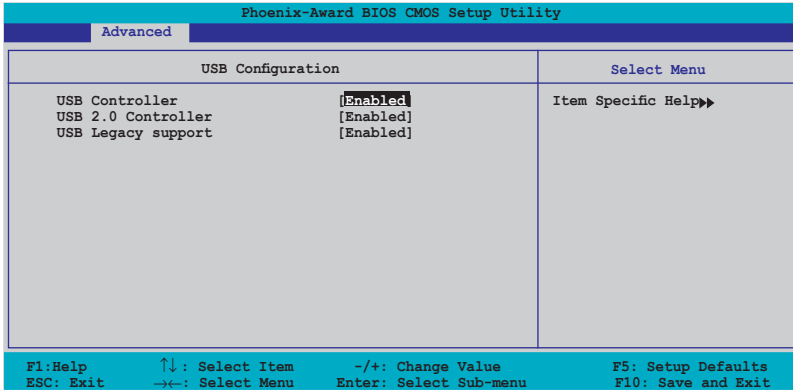 Phoenix-Award BIOS CMOS Setup Utility
Advanced
USB Configuration
Select Menu
USB Controller [Enabled]
Item Specific Help▶▶
USB 2.0 Controller [Enabled]
USB Legacy support [Enabled]
F1:Help ↑↓: Select Item -/+: Change Value F5: Setup Defaults
ESC: Exit →←: Select Menu Enter: Select Sub-menu F10: Save and Exit